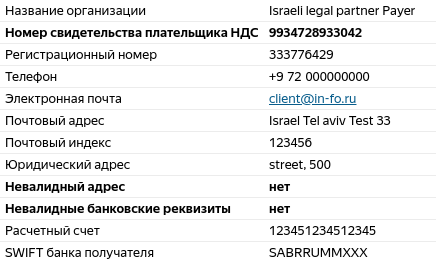 Название организации Israeli legal partner Payer
Номер свидетельства плательщика НДС 9934728933042
Регистрационный номер 333776429
Телефон +9 72 000000000
Электронная почта client@in-fo.ru
Почтовый адрес Israel Tel aviv Test 33
Почтовый индекс 123456
Юридический адрес street, 500
Невалидный адрес нет
Невалидные банковские реквизиты нет
Расчетный счет 123451234512345
SWIFT банка получателя SABRRUMMXXX